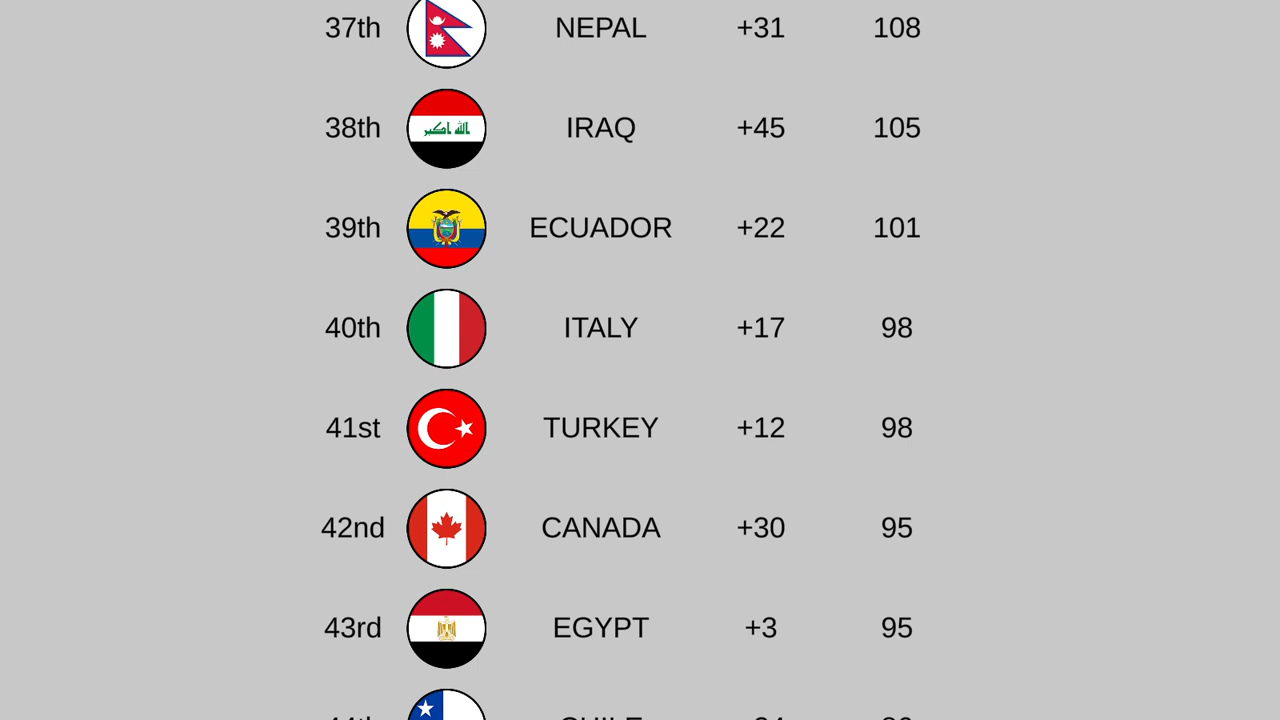 37th NEPAL +31 108
38th IRAQ +45 105
الله اكبر
39th ECUADOR +22 101
40th ITALY +17 98
41st TURKEY +12 98
42nd CANADA +30 95
43rd EGYPT +3 95